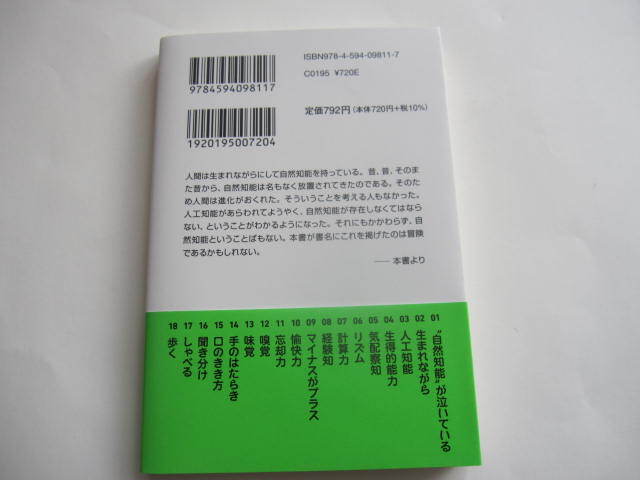 ISBN978-4-594-09811-7
C0195 ¥720E
9784594098117
定価792円(本体720円+税10%)
1920195007204
人間は生まれながらにして自然知能を持っている。昔、昔、そのま
た昔から、自然知能は名もなく放置されてきたのである。そのた
め人間は進化がおくれた。そういうことを考える人もなかった。
人工知能があらわれてようやく、自然知能が存在しなくてはなら
ない、ということがわかるようになった。それにもかかわらず、自
然知能ということばもない。本書が書名にこれを掲げたのは冒険
であるかもしれない。
── 本書より
01 “自然知能”が泣いている
02 生まれながら
03 人工知能
04 生得的能力
05 気配察知
06 リズム
07 計算力
08 経験知
09 マイナスがプラス
10 愉快力
11 忘却力
12 嗅覚
13 味覚
14 手のはたらき
15 口のきき方
16 聞き分け
17 しゃべる
18 歩く